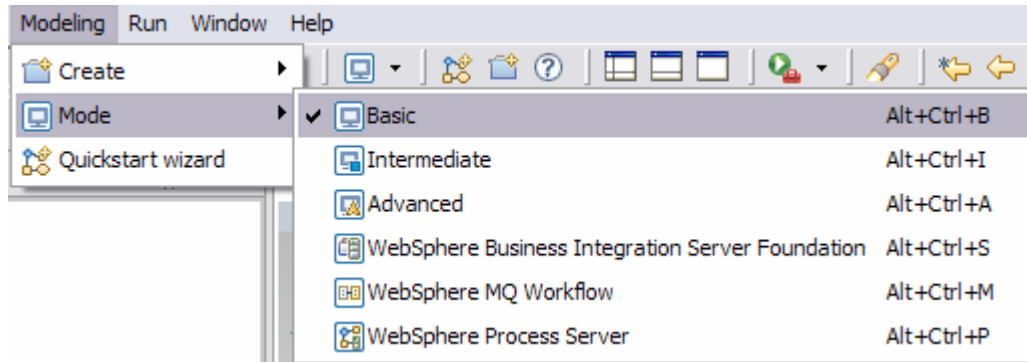 Modeling Run Window Help
Create
Mode
Quickstart wizard
Basic Alt+Ctrl+B
Intermediate Alt+Ctrl+I
Advanced Alt+Ctrl+A
WebSphere Business Integration Server Foundation Alt+Ctrl+S
WebSphere MQ Workflow Alt+Ctrl+M
WebSphere Process Server Alt+Ctrl+P